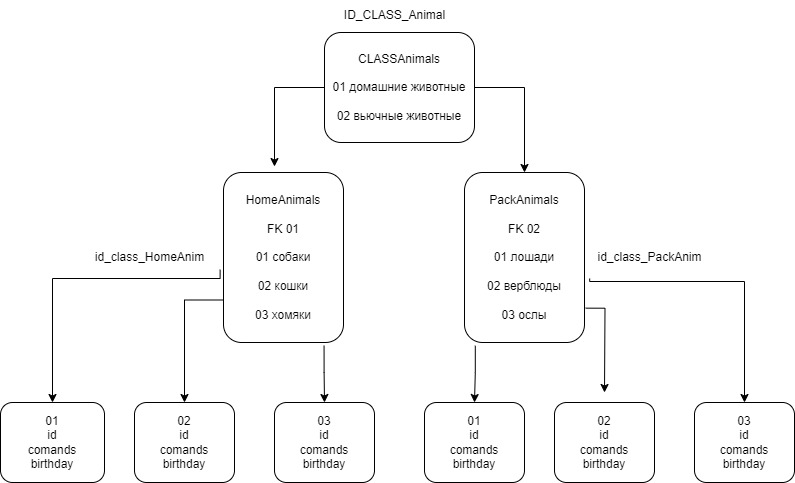 ID_CLASS_Animal
CLASSAnimals
01 домашние животные
02 вьючные животные
HomeAnimals
FK 01
01 собаки
02 кошки
03 хомяки
PackAnimals
FK 02
01 лошади
02 верблюды
03 ослы
id_class_HomeAnim
id_class_PackAnim
01
id
comands
birthday
02
id
comands
birthday
03
id
comands
birthday
01
id
comands
birthday
02
id
comands
birthday
03
id
comands
birthday